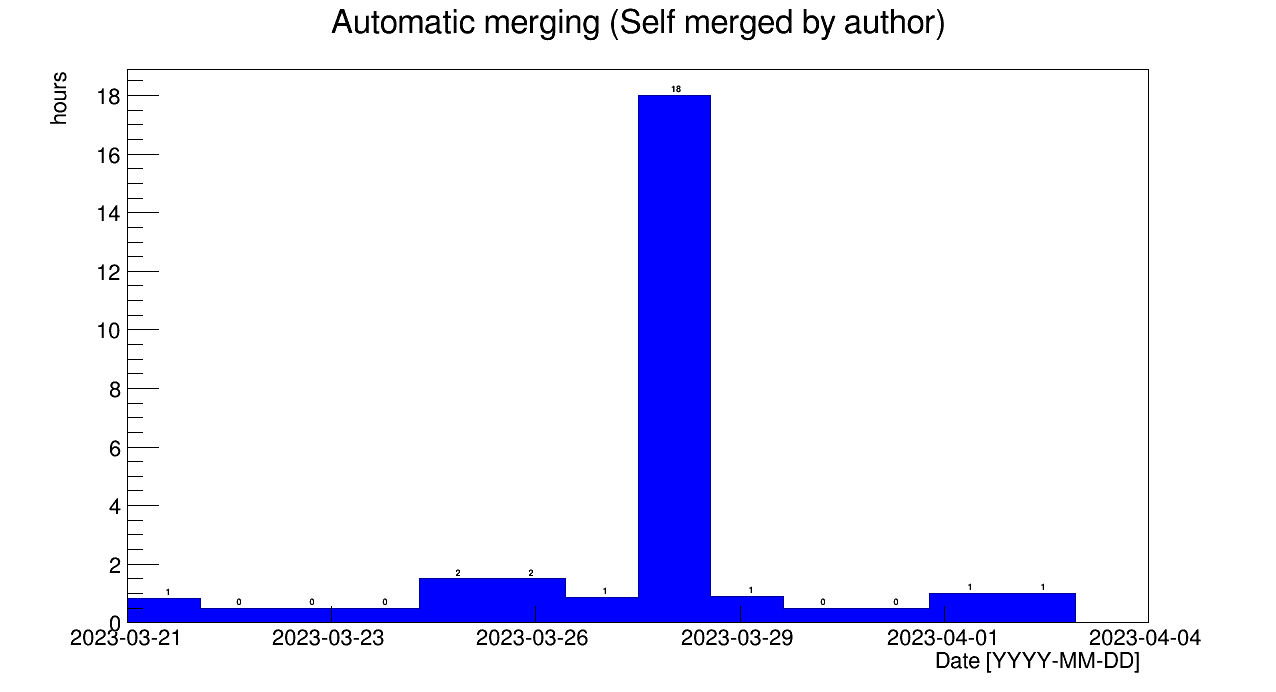 Automatic merging (Self merged by author)
hours
18
16
14
12
10
8
6
4
2
0
18
2 2
1 1 1 1 1
0 0 0 0 0
2023-03-21 2023-03-23 2023-03-26 2023-03-29 2023-04-01 2023-04-04
Date [YYYY-MM-DD]